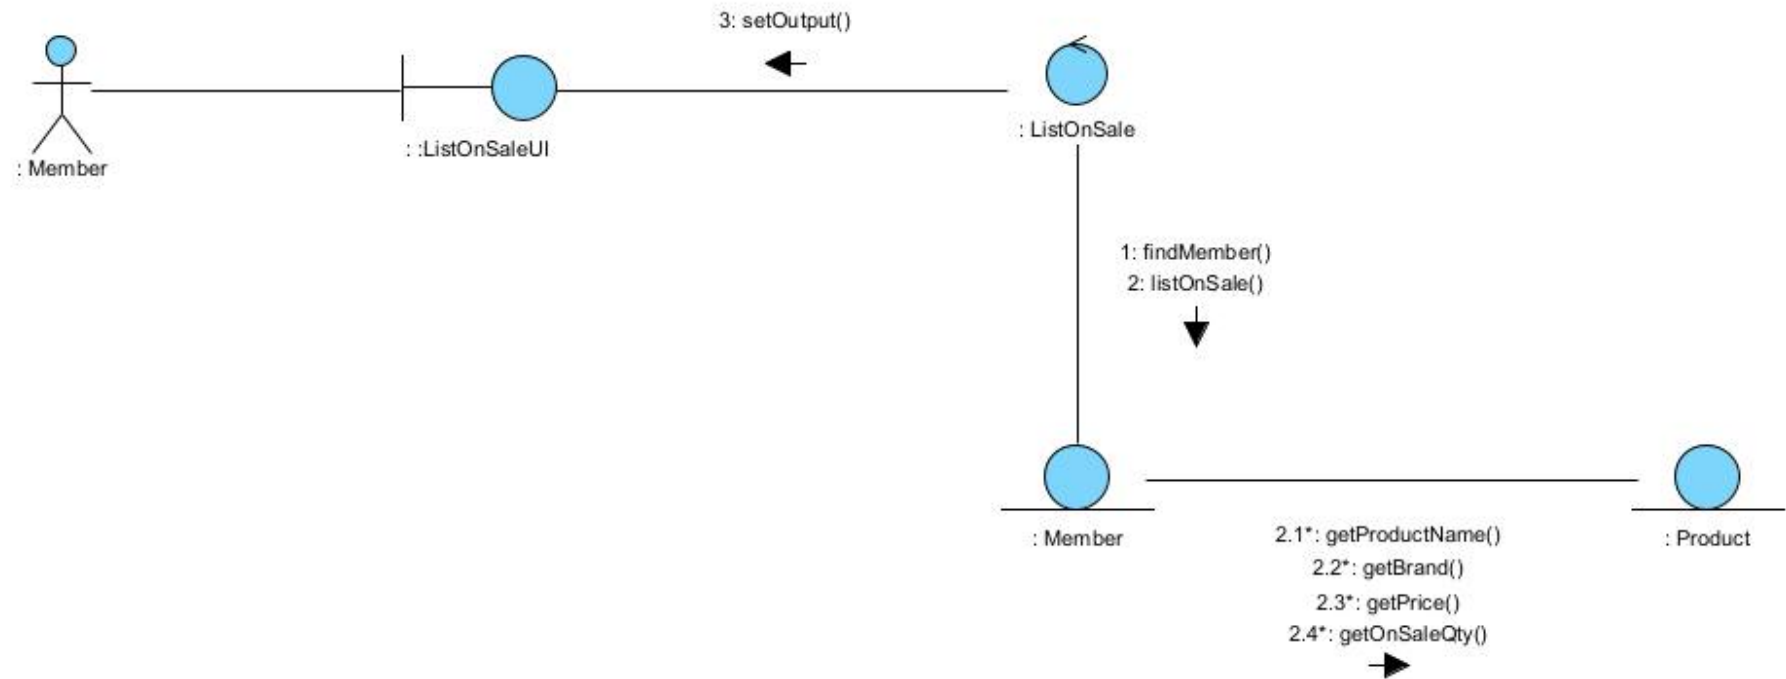 3: setOutput()
: Member
: :ListOnSaleUI
: ListOnSale
1: findMember()
2: listOnSale()
: Member
2.1*: getProductName()
2.2*: getBrand()
2.3*: getPrice()
2.4*: getOnSaleQty()
: Product